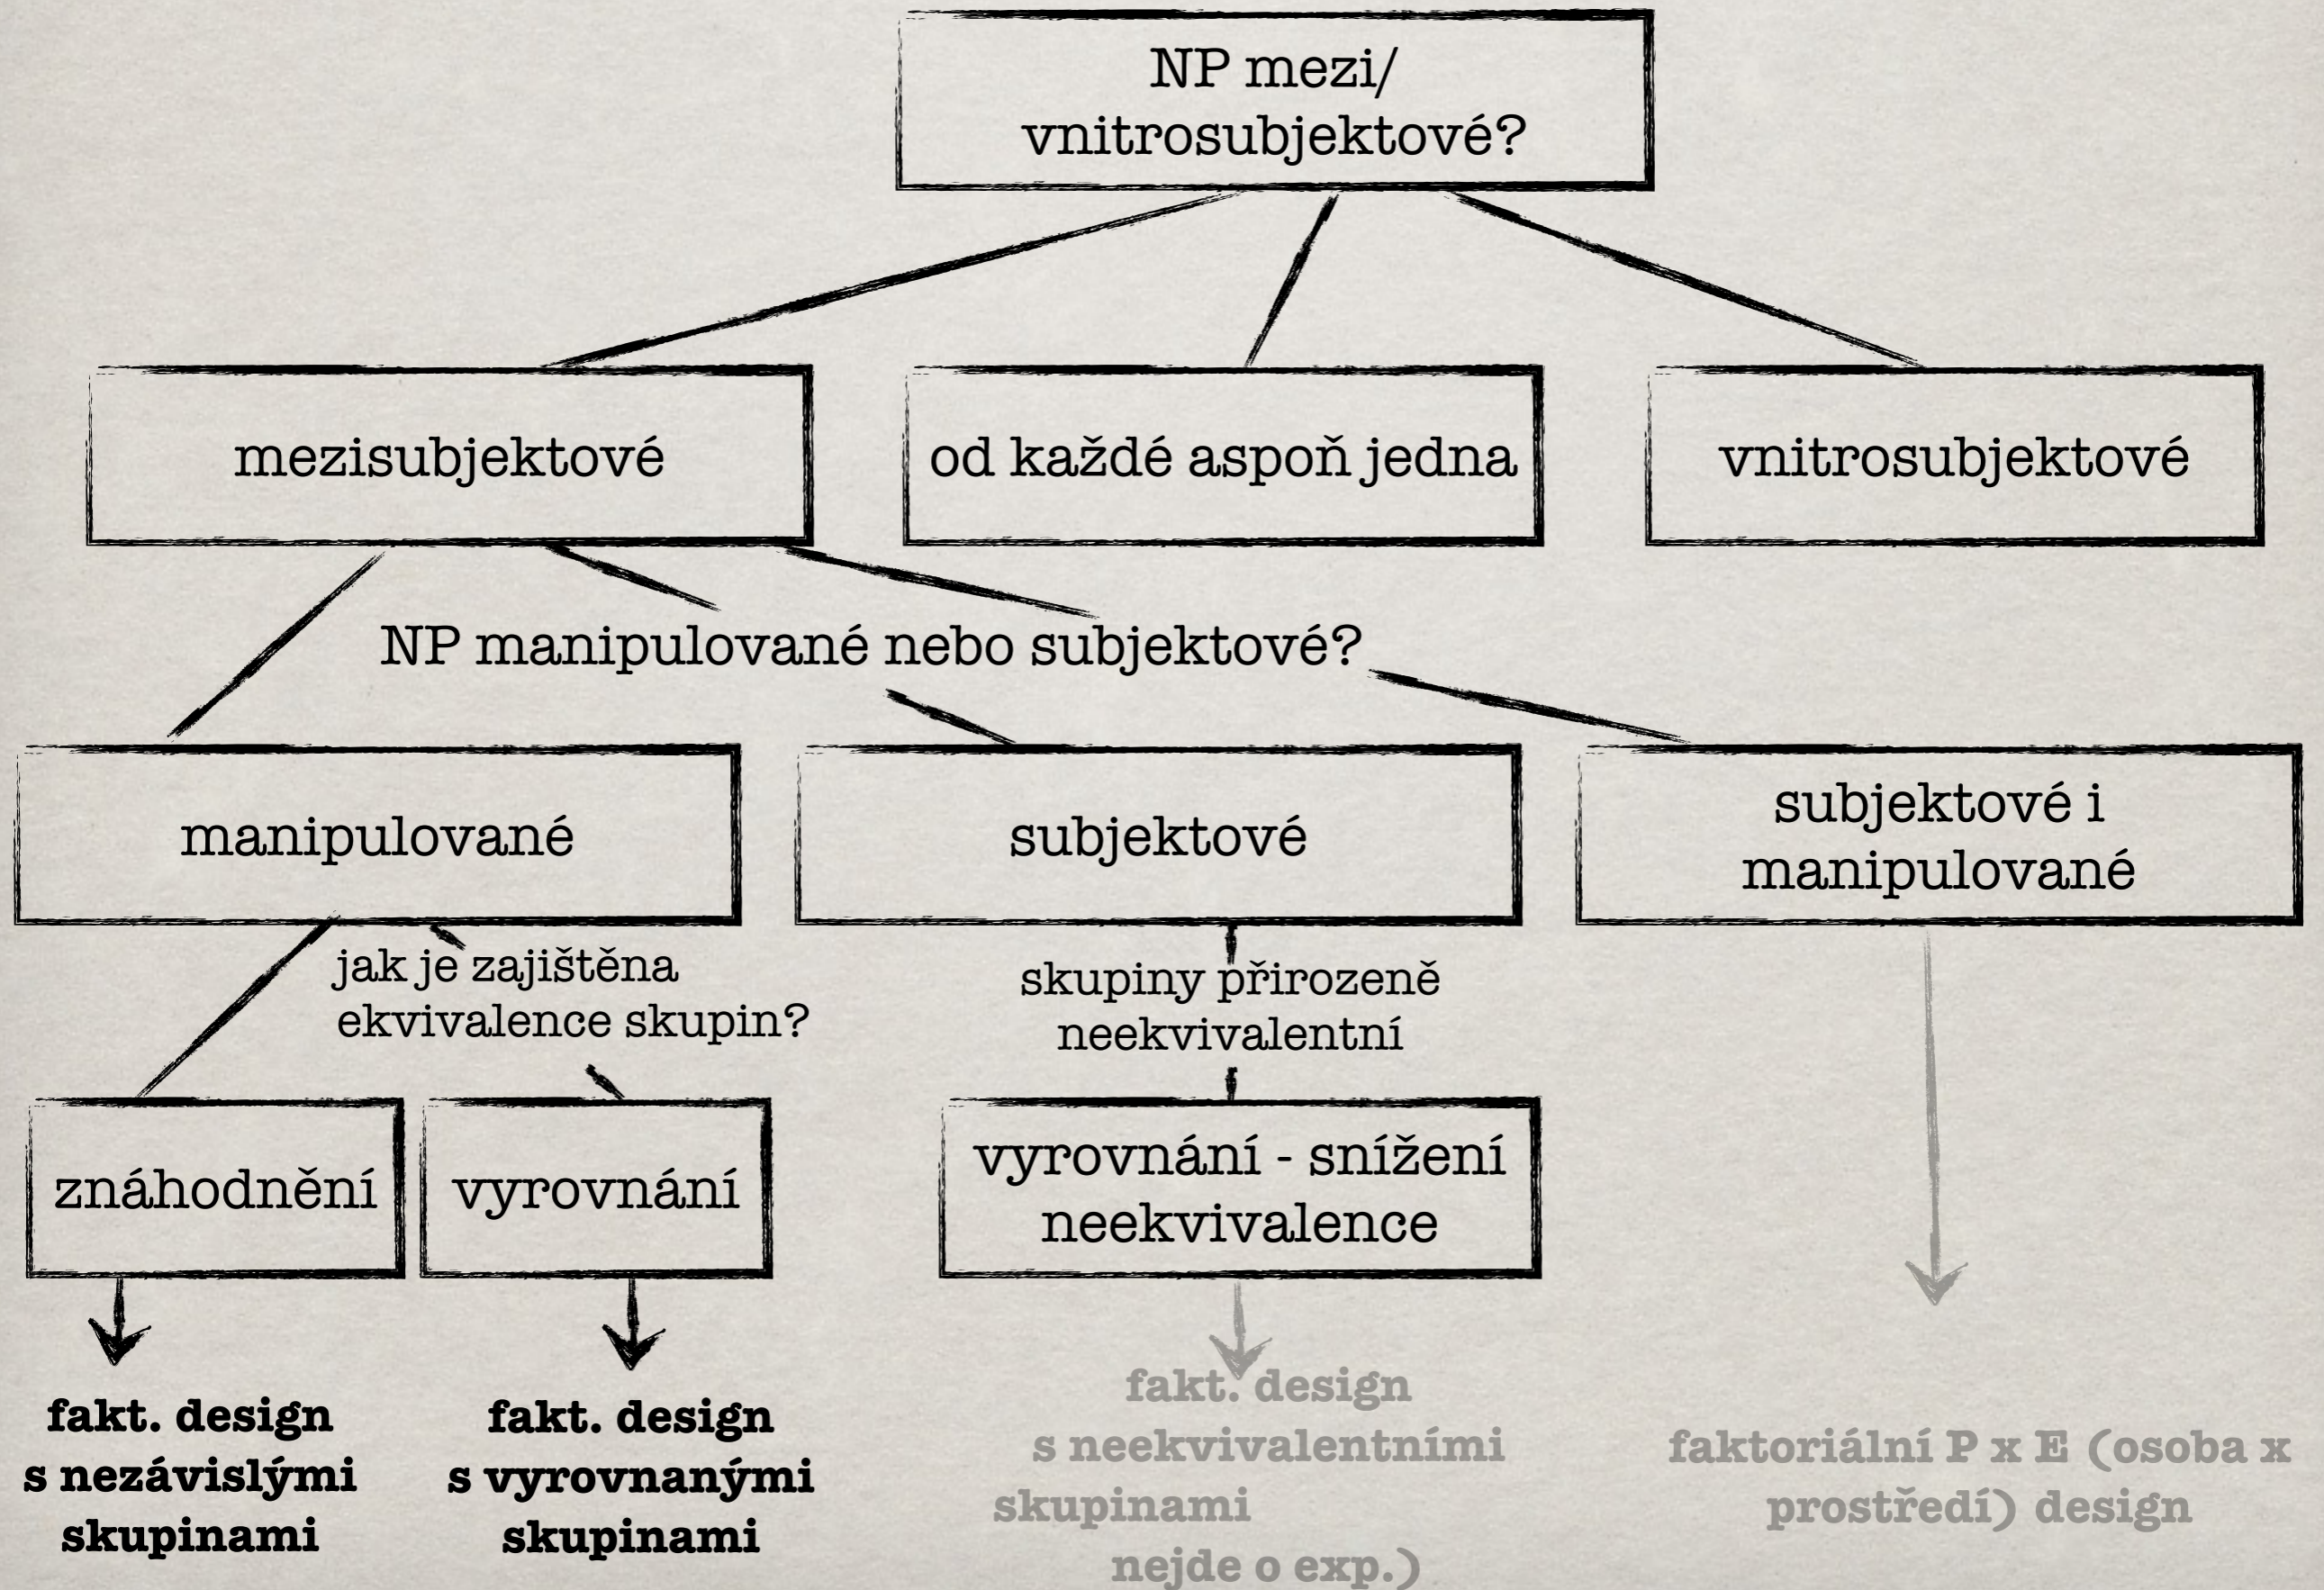 NP mezi/
vnitrosubjektové?
mezisubjektové
od každé aspoň jedna
vnitrosubjektové
NP manipulované nebo subjektové?
manipulované
subjektové
subjektové i
manipulované
jak je zajištěna
ekvivalence skupin?
skupiny přirozeně
neekvivalentní
znáhodnění
vyrovnání
vyrovnání - snížení
neekvivalence
fakt. design
s nezávislými
skupinami
fakt. design
s vyrovnanými
skupinami
fakt. design
s neekvivalentními
skupinami
nejde o exp.)
faktoriální P x E (osoba x
prostředí) design